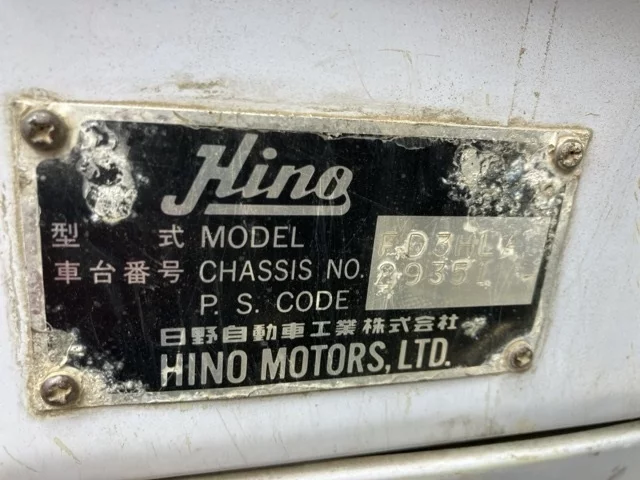 Hino
型 式 MODEL
車台番号 CHASSIS NO.
P. S. CODE
日野自動車工業株式会社
HINO MOTORS, LTD.